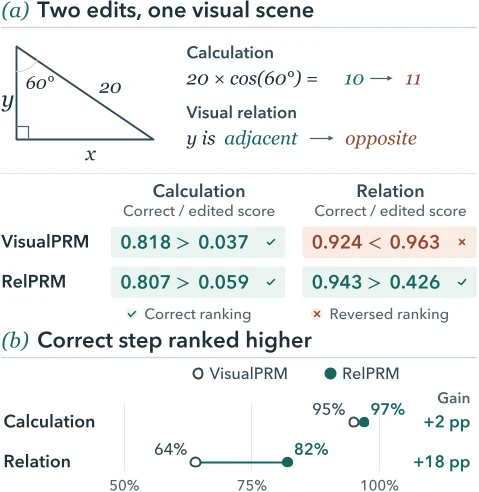 (a) Two edits, one visual scene
Calculation
60° 20 20 × cos(60°) = 10 → 11
y
Visual relation
y is adjacent → opposite
x
Calculation Relation
Correct / edited score Correct / edited score
VisualPRM 0.818 > 0.037 ✓ 0.924 < 0.963 ×
RelPRM 0.807 > 0.059 ✓ 0.943 > 0.426 ✓
✓ Correct ranking × Reversed ranking
(b) Correct step ranked higher
VisualPRM RelPRM
Gain
Calculation 95% 97% +2 pp
Relation 64% 82% +18 pp
50% 75% 100%